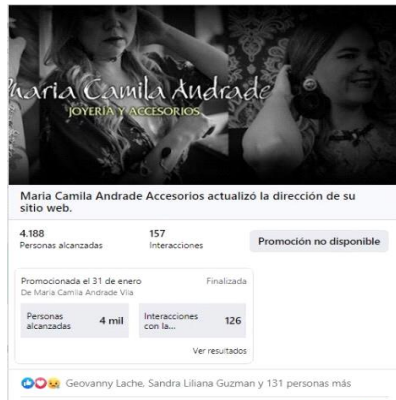 Maria Camila Andrade
JOYERÍA Y ACCESORIOS
Maria Camila Andrade Accesorios actualizó la dirección de su
sitio web.
4.188
Personas alcanzadas
157
Interacciones
Promoción no disponible
Promocionada el 31 de enero
Finalizada
De Maria Camila Andrade Vila
Personas
alcanzadas
4 mil
Interacciones
con la...
126
Ver resultados
Geovanny Lache, Sandra Liliana Guzman y 131 personas más